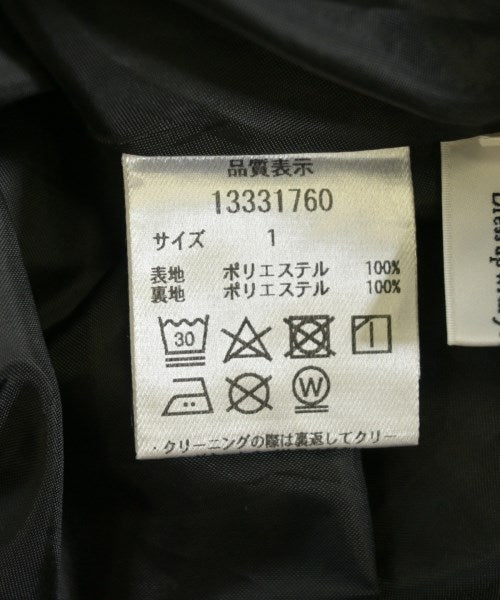 品質表示
13331760
サイズ 1
表地 ポリエステル 100%
裏地 ポリエステル 100%
30
W
・クリーニングの際は裏返してクリー
Dress up